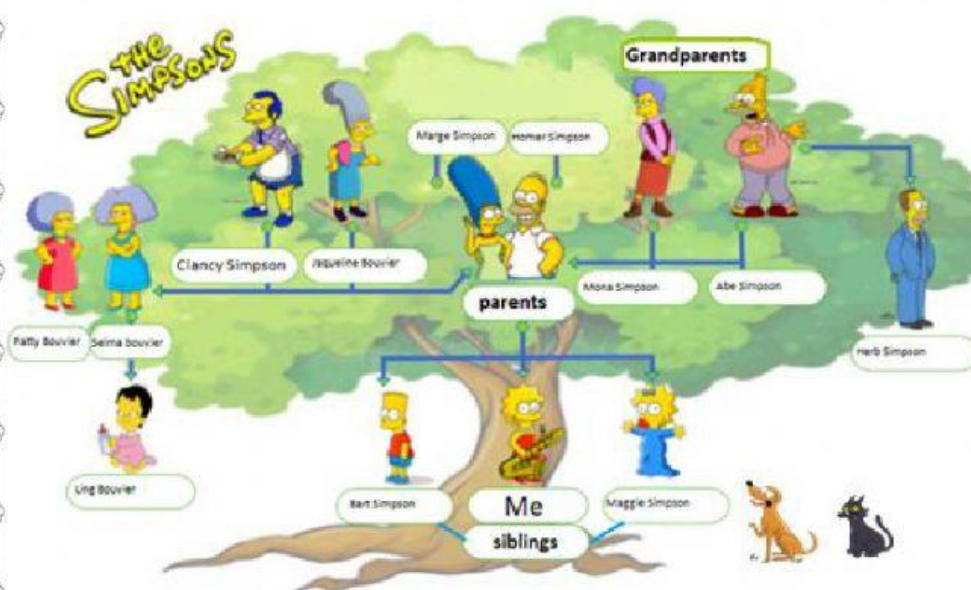 THE
SIMPSONS
Grandparents
Marge Simpson
Homer Simpson
Clancy Simpson
Jaqueline Bouvier
Mona Simpson
Abe Simpson
parents
Patty Bouvier
Selma Bouvier
Herb Simpson
Ling Bouvier
Bart Simpson
Me
Maggie Simpson
siblings